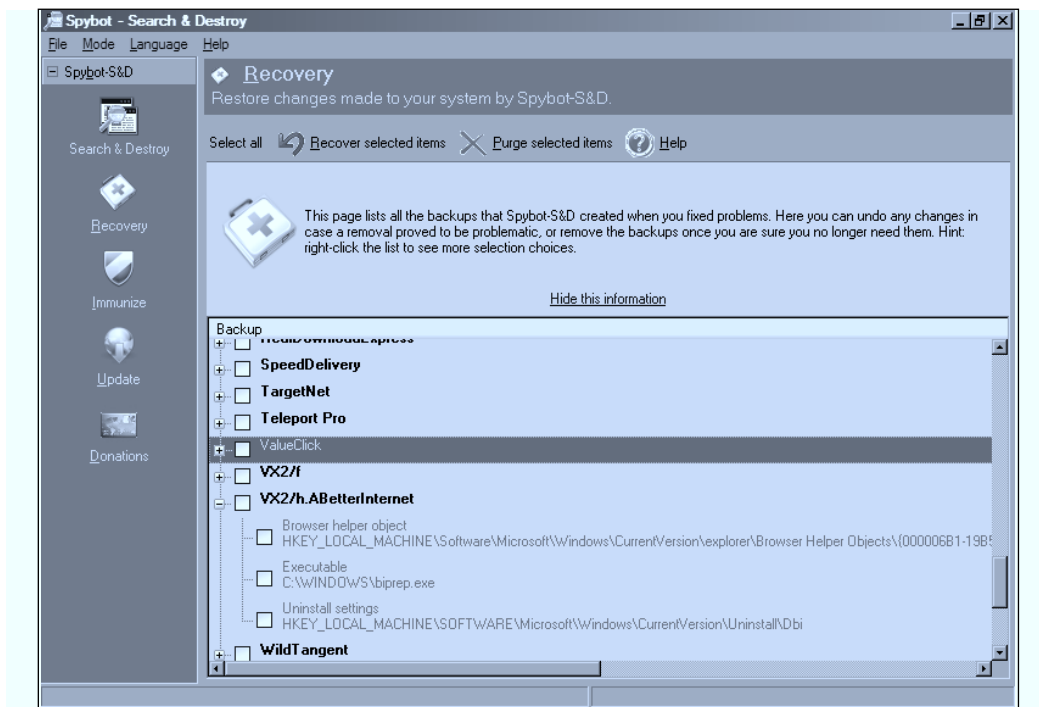 Spybot - Search & Destroy
File Mode Language Help
Spybot-S&D
Search & Destroy
Recovery
Immunize
Update
Donations
Recovery
Restore changes made to your system by Spybot-S&D.
Select all Recover selected items Purge selected items Help
This page lists all the backups that Spybot-S&D created when you fixed problems. Here you can undo any changes in
case a removal proved to be problematic, or remove the backups once you are sure you no longer need them. Hint:
right-click the list to see more selection choices.
Hide this information
Backup
SpeedDelivery
TargetNet
Teleport Pro
ValueClick
VX2/f
VX2/h.ABetterInternet
Browser helper object
HKEY_LOCAL_MACHINE\Software\Microsoft\Windows\CurrentVersion\explorer\Browser Helper Objects\{000006B1-19B5
Executable
C:\WINDOWS\biprep.exe
Uninstall settings
HKEY_LOCAL_MACHINE\SOFTWARE\Microsoft\Windows\CurrentVersion\Uninstall\Dbi
WildTangent